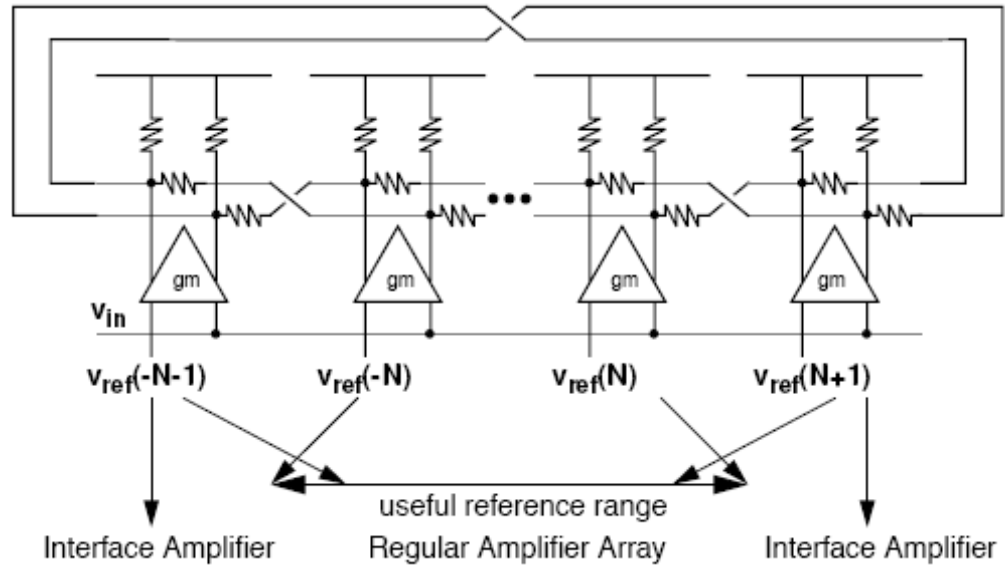 gm gm gm gm
vin
vref(-N-1) vref(-N) vref(N) vref(N+1)
useful reference range
Interface Amplifier Regular Amplifier Array Interface Amplifier